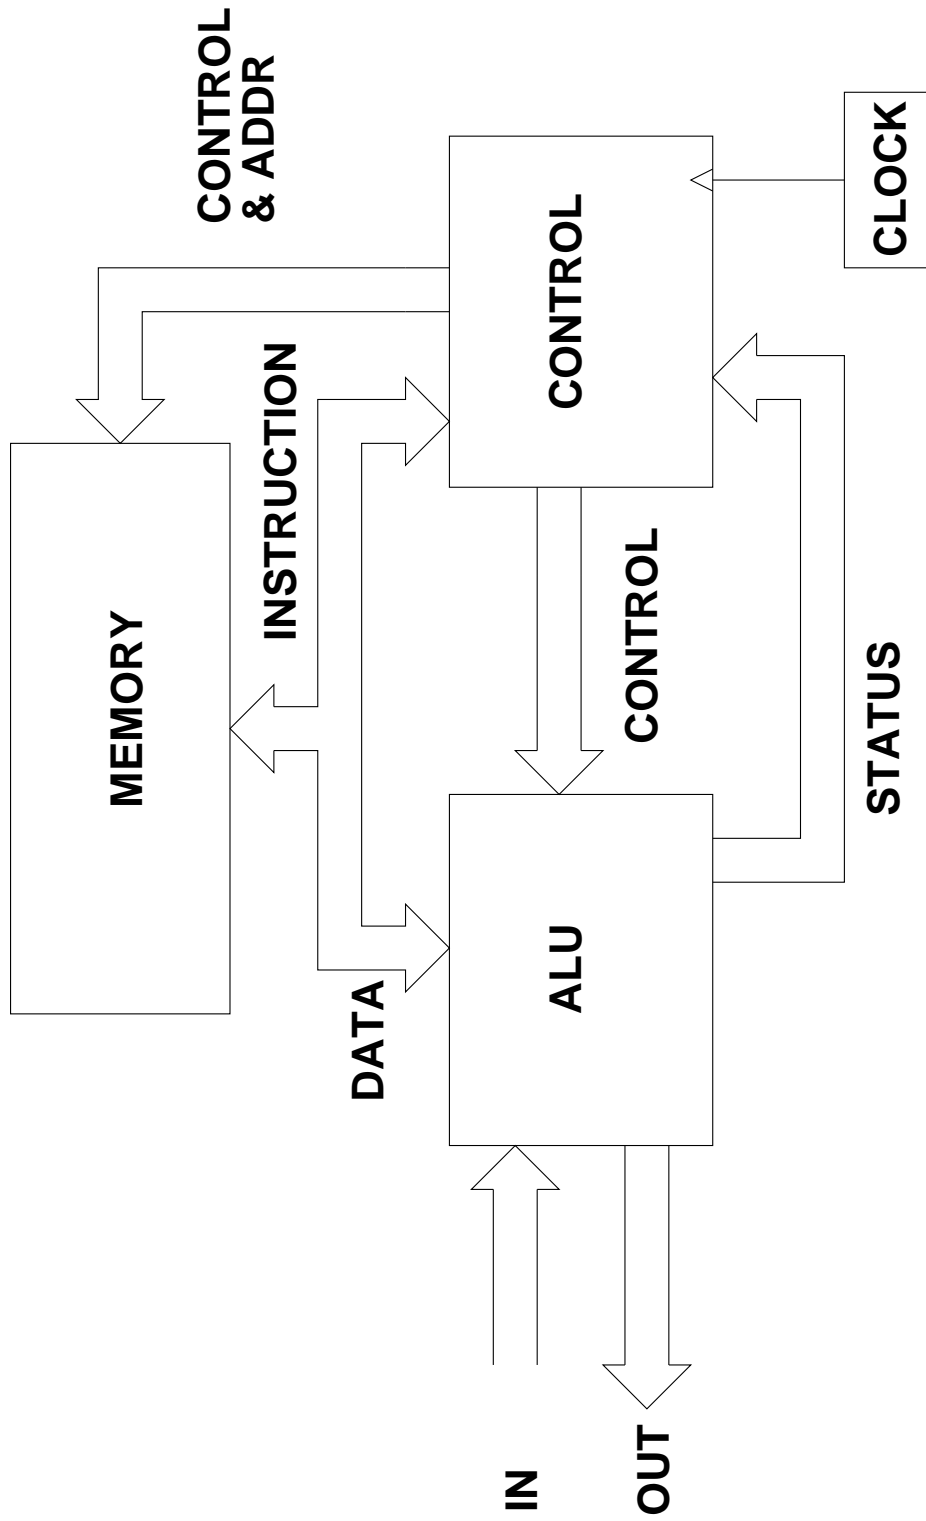 MEMORY
CONTROL
& ADDR
INSTRUCTION
DATA
IN
ALU
CONTROL
OUT
CONTROL
STATUS
CLOCK